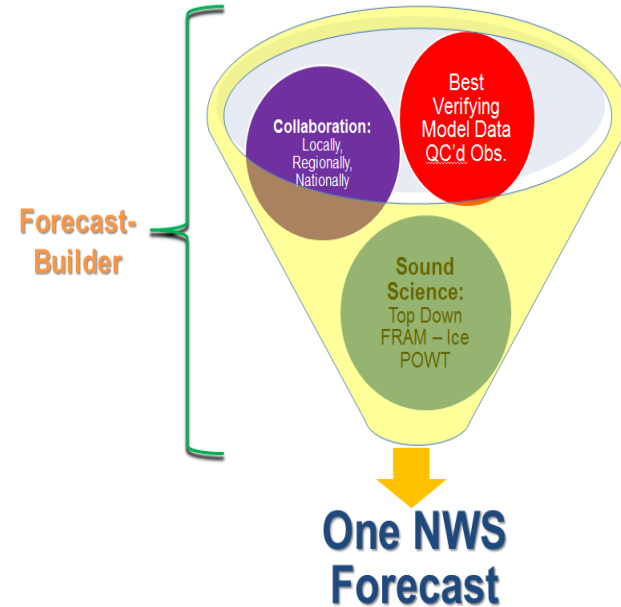 Best
Verifying
Model Data
QC'd Obs.
Collaboration:
Locally,
Regionally,
Nationally
Forecast-
Builder
Sound
Science:
Top Down
FRAM – Ice
POWT
One NWS
Forecast